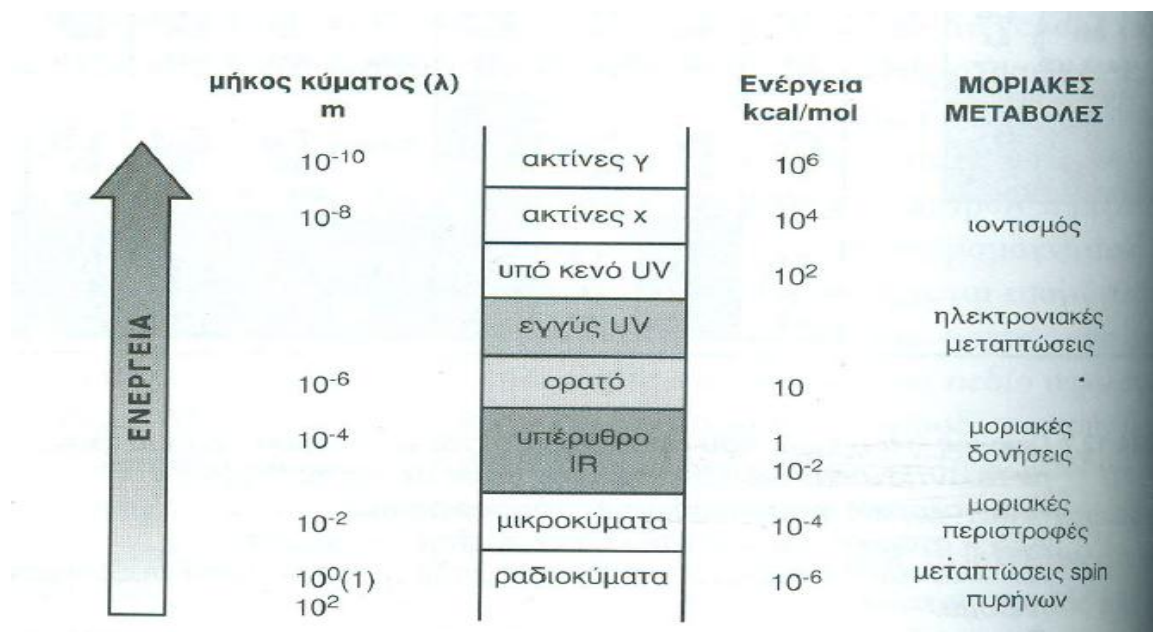 μήκος κύματος (λ)
m
Ενέργεια
kcal/mol
ΜΟΡΙΑΚΕΣ
ΜΕΤΑΒΟΛΕΣ
ΕΝΕΡΓΕΙΑ
10⁻¹⁰ ακτίνες γ 10⁶
10⁻⁸ ακτίνες x 10⁴ ιοντισμός
υπό κενό UV 10²
εγγύς UV ηλεκτρονιακές
μεταπτώσεις
10⁻⁶ ορατό 10
10⁻⁴ υπέρυθρο 1 μοριακές
IR 10⁻² δονήσεις
10⁻² μικροκύματα 10⁻⁴ μοριακές
περιστροφές
10⁰(1) ραδιοκύματα 10⁻⁶ μεταπτώσεις spin
10² πυρήνων